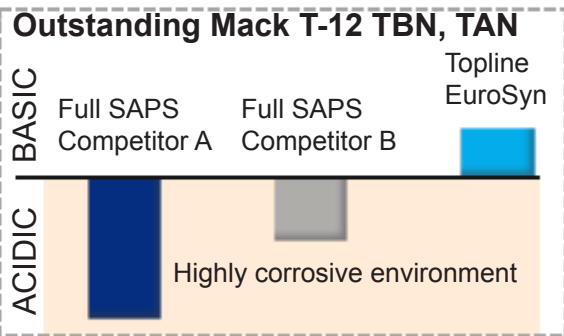 Outstanding Mack T-12 TBN, TAN
BASIC
Full SAPS
Competitor A
Full SAPS
Competitor B
Topline
EuroSyn
ACIDIC
Highly corrosive environment